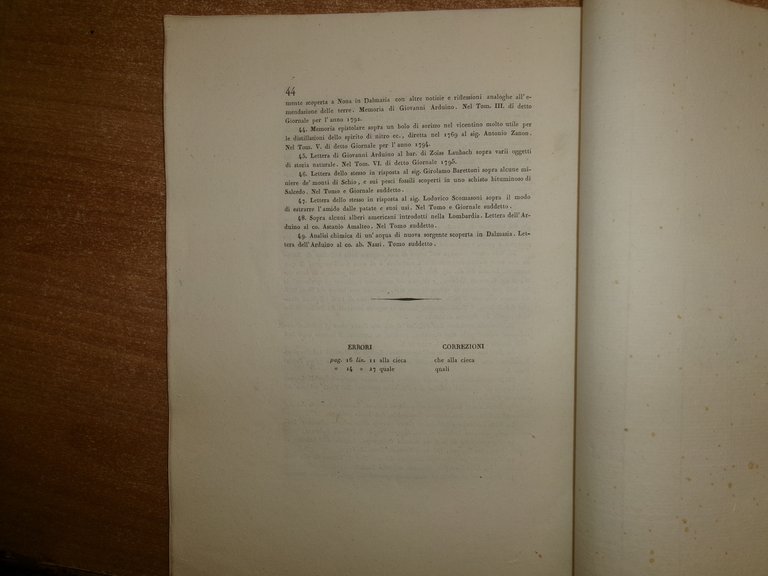 44
mente scoperta a Nona in Dalmazia con altre notizie e riflessioni analoghe all'e-
mendazione delle terre. Memoria di Giovanni Arduino. Nel Tom. III. di detto
Giornale per l'anno 1791.
44. Memoria epistolare sopra un bolo di sorizzo nel vicentino molto utile per
le distillazioni dello spirito di nitro ec., diretta nel 1769 al sig. Antonio Zanon.
Nel Tom. V. di detto Giornale per l'anno 1794.
45. Lettera di Giovanni Arduino al bar. di Zoiss Laubach sopra varii oggetti
di storia naturale. Nel Tom. VI. di detto Giornale 1795.
46. Lettera dello stesso in risposta al sig. Girolamo Barettoni sopra alcune mi-
niere de' monti di Schio, e sui pesci fossili scoperti in uno schisto bituminoso di
Salcedo. Nel Tomo e Giornale suddetto.
47. Lettera dello stesso in risposta al sig. Lodovico Scomasoni sopra il modo
di estrarre l'amido dalle patate e suoi usi. Nel Tomo e Giornale suddetto.
48. Sopra alcuni alberi americani introdotti nella Lombardia. Lettera dell'Ar-
duino al co. Ascanio Amalteo. Nel Tomo suddetto.
49. Analisi chimica di un'acqua di nuova sorgente scoperta in Dalmazia. Let-
tera dell'Arduino al co. ab. Nani. Tomo suddetto.
ERRORI CORREZIONI
pag. 16 lin. 11 alla cieca che alla cieca
" 14 " 17 quale quali